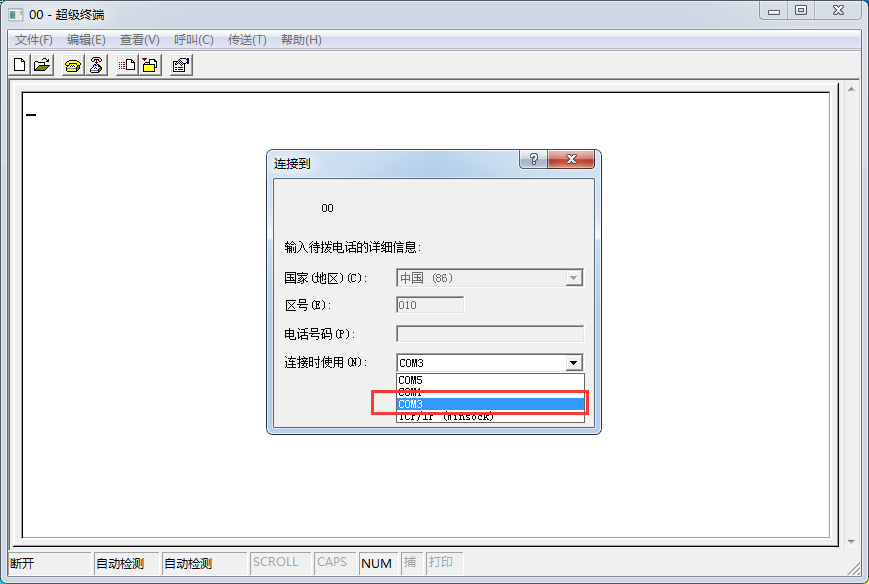 00 - 超级终端
文件(F) 编辑(E) 查看(V) 呼叫(C) 传送(T) 帮助(H)
连接到
00
输入待拨电话的详细信息:
国家(地区)(C): 中国 (86)
区号(E): 010
电话号码(P):
连接时使用(N): COM3
COM5
COM1
COM3
TCP/IP (Winsock)
断开 自动检测 自动检测 SCROLL CAPS NUM 捕 打印